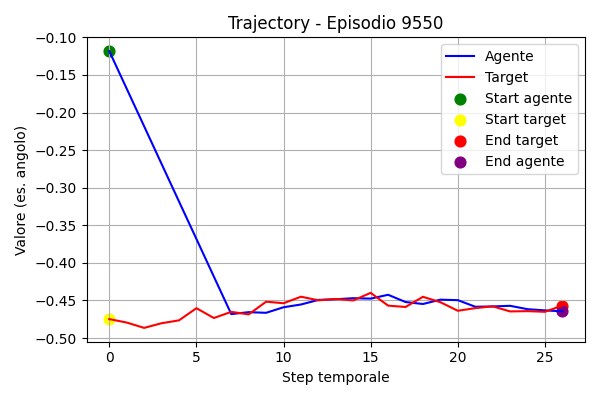 Trajectory - Episodio 9550
Valore (es. angolo)
−0.10
−0.15
−0.20
−0.25
−0.30
−0.35
−0.40
−0.45
−0.50
Agente
Target
Start agente
Start target
End target
End agente
0
5
10
15
20
25
Step temporale